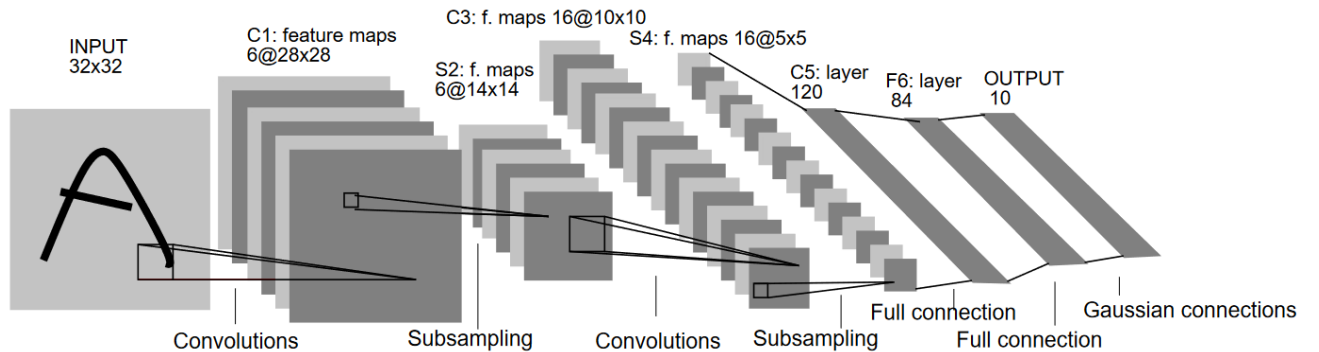 INPUT
32x32
C1: feature maps
6@28x28
S2: f. maps
6@14x14
C3: f. maps 16@10x10
S4: f. maps 16@5x5
C5: layer
120
F6: layer
84
OUTPUT
10
Convolutions
Subsampling
Convolutions
Subsampling
Full connection
Full connection
Gaussian connections